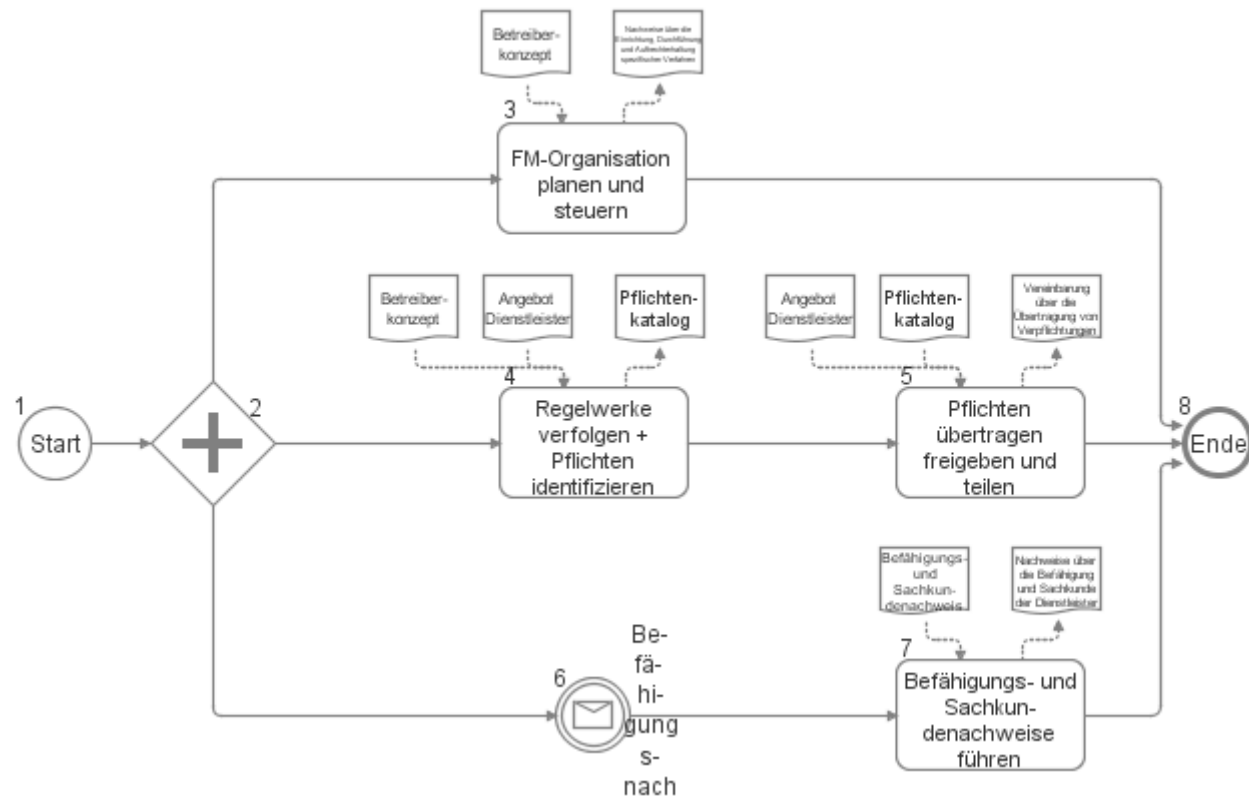 Betreiber-
konzept
Nachweise über die
Einrichtung, Durchführung
und Aufrechterhaltung
spezifischer Verfahren
3
FM-Organisation
planen und
steuern
Betreiber-
konzept
Angebot
Dienstleister
Pflichten-
katalog
Angebot
Dienstleister
Pflichten-
katalog
Vereinbarung
über die
Übertragung von
Verpflichtungen
1
Start
2
4
Regelwerke
verfolgen +
Pflichten
identifizieren
5
Pflichten
übertragen
freigeben und
teilen
8
Ende
Befähigungs-
und
Sachkun-
denachweis
Nachweise über
die Befähigung
und Sachkunde
der Dienstleister
6
Be-
fä-
hi-
gung
s-
nach
7
Befähigungs- und
Sachkun-
denachweise
führen